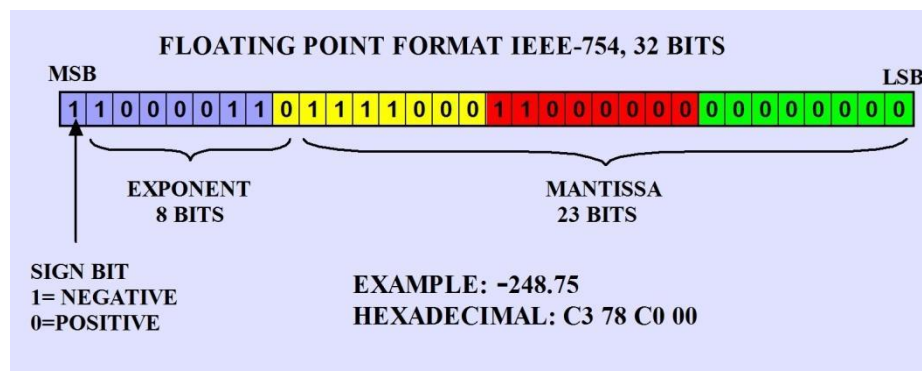 FLOATING POINT FORMAT IEEE-754, 32 BITS
MSB LSB
1 1 0 0 0 0 1 1 0 1 1 1 1 0 0 0 1 1 0 0 0 0 0 0 0 0 0 0 0 0 0 0
EXPONENT MANTISSA
8 BITS 23 BITS
SIGN BIT
1= NEGATIVE
0=POSITIVE
EXAMPLE: -248.75
HEXADECIMAL: C3 78 C0 00